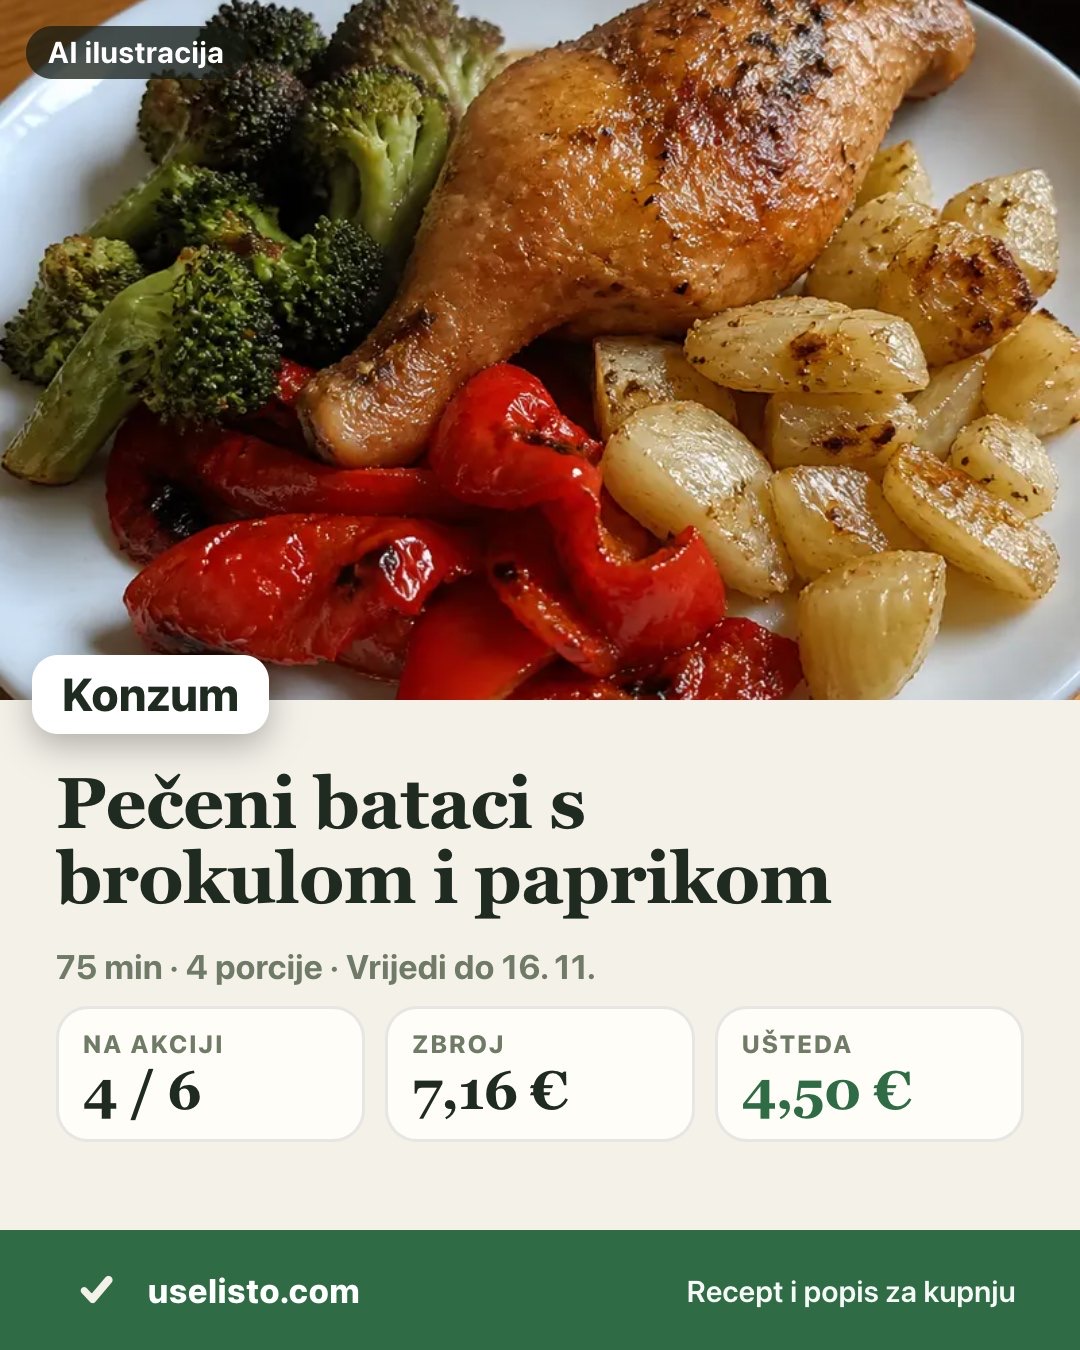 AI ilustracija
Konzum
Pečeni bataci s
brokulom i paprikom
75 min · 4 porcije · Vrijedi do 16. 11.
NA AKCIJI
4 / 6
ZBROJ
7,16 €
UŠTEDA
4,50 €
uselisto.com
Recept i popis za kupnju